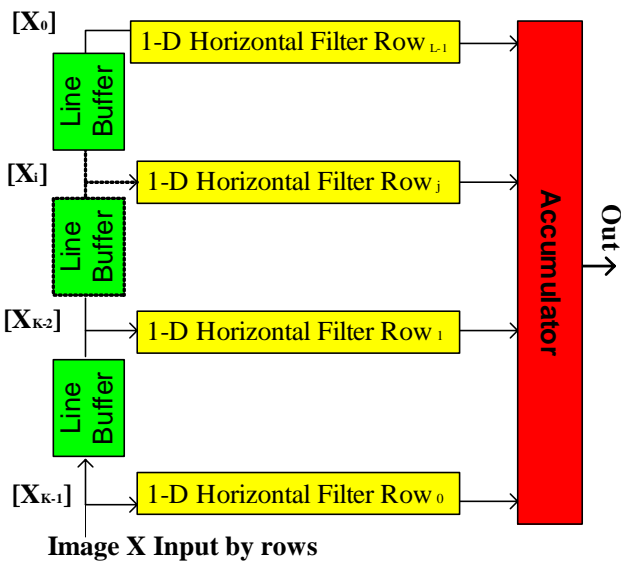 [X0]
1-D Horizontal Filter Row L-1
Line
Buffer
[Xi]
1-D Horizontal Filter Row j
Line
Buffer
Accumulator
Out
[XK-2]
1-D Horizontal Filter Row 1
Line
Buffer
[XK-1]
1-D Horizontal Filter Row 0
Image X Input by rows